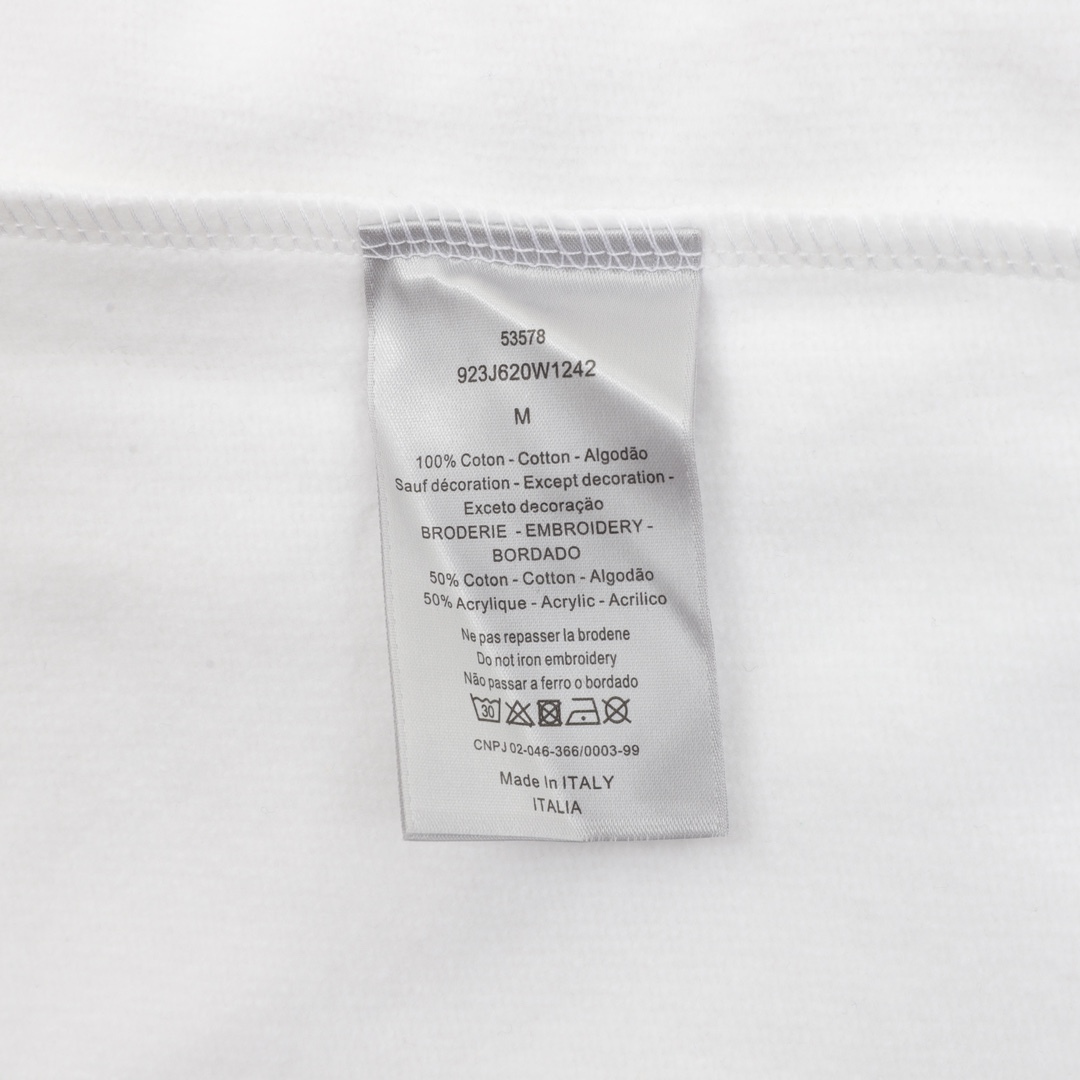 53578
923J620W1242
M
100% Coton - Cotton - Algodão
Sauf décoration - Except decoration -
Exceto decoração
BRODERIE - EMBROIDERY -
BORDADO
50% Coton - Cotton - Algodão
50% Acrylique - Acrylic - Acrilico
Ne pas repasser la brodene
Do not iron embroidery
Não passar a ferro o bordado
30
CNPJ 02-046-366/0003-99
Made In ITALY
ITALIA